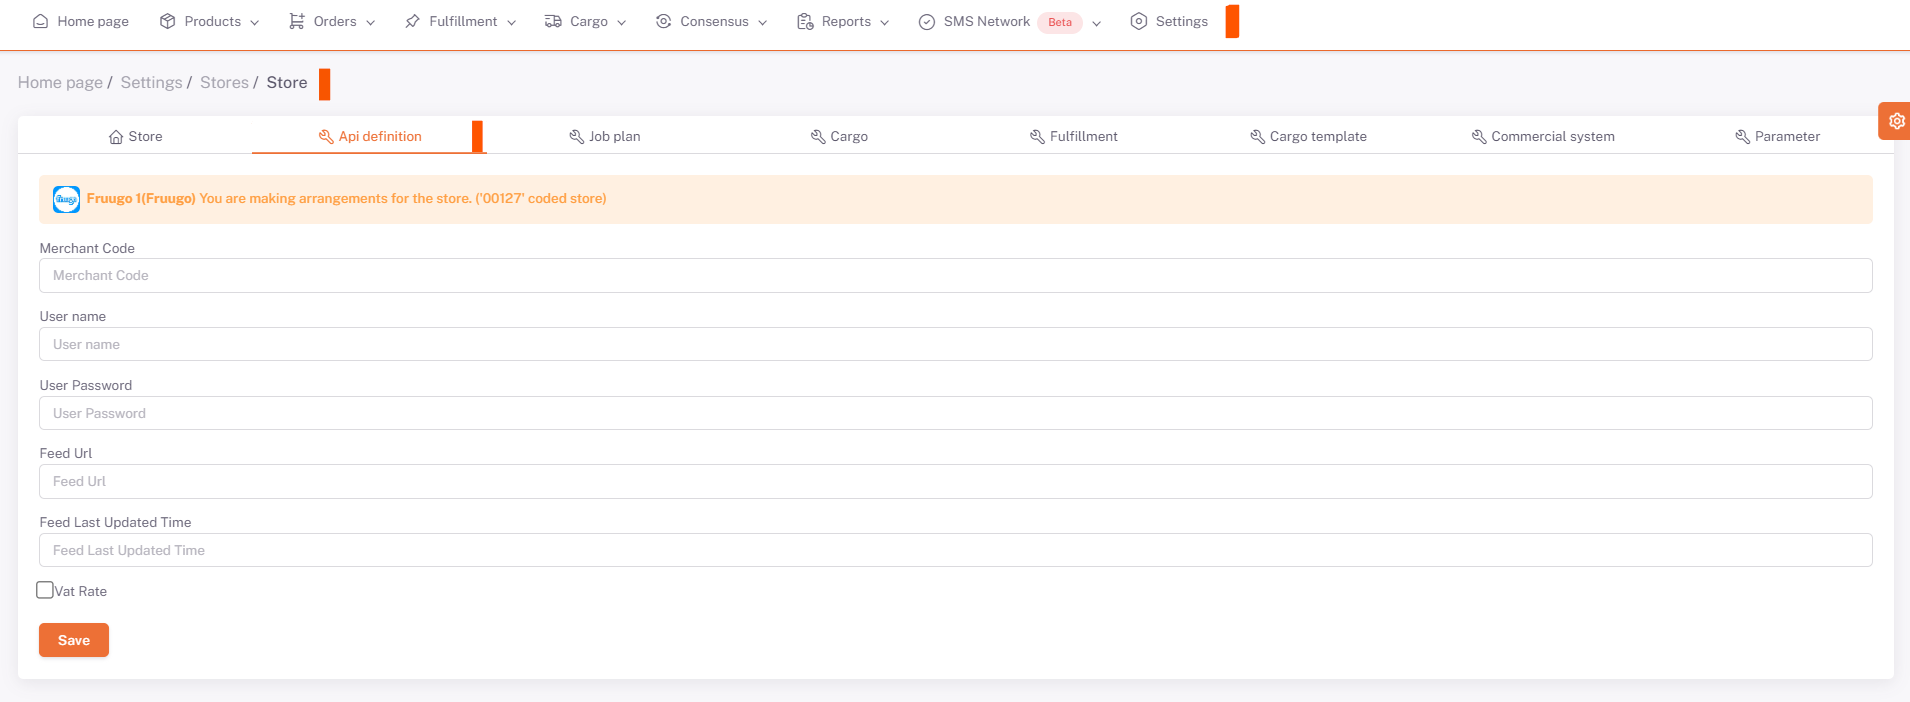 Home page Products Orders Fulfillment Cargo Consensus Reports SMS Network Beta Settings
Home page / Settings / Stores / Store
Store Api definition Job plan Cargo Fulfillment Cargo template Commercial system Parameter
Fruugo Fruugo 1(Fruugo) You are making arrangements for the store. ('00127' coded store)
Merchant Code
Merchant Code
User name
User name
User Password
User Password
Feed Url
Feed Url
Feed Last Updated Time
Feed Last Updated Time
Vat Rate
Save